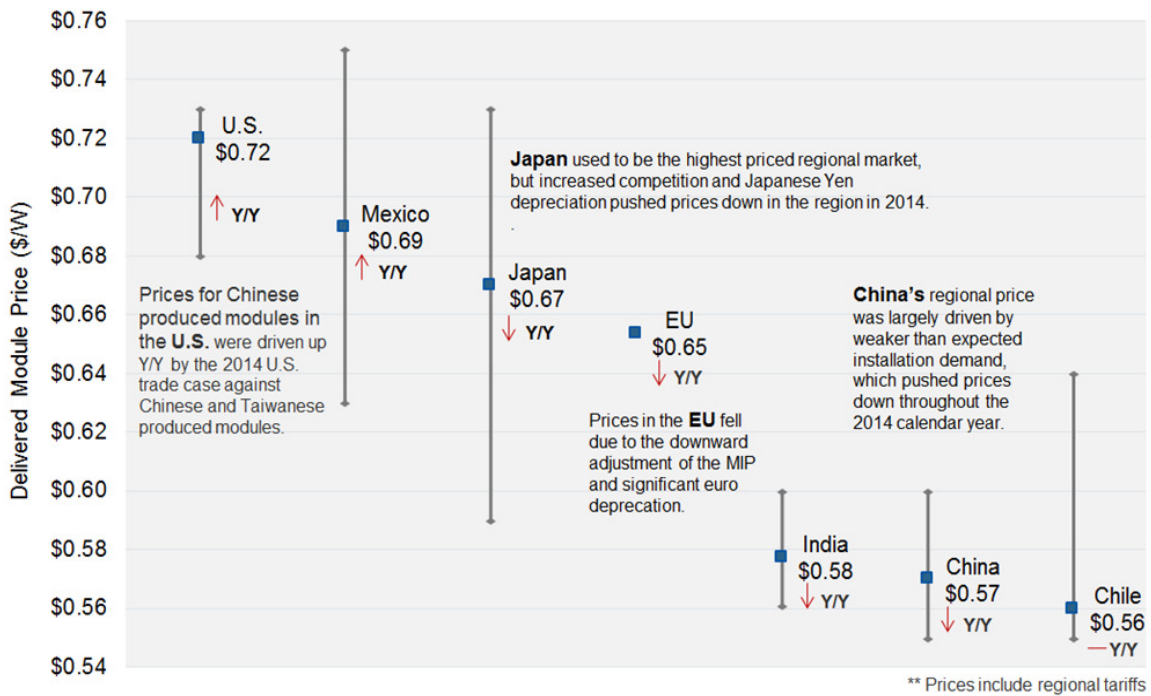 Delivered Module Price ($/W)
$0.76
$0.74
$0.72
$0.70
$0.68
$0.66
$0.64
$0.62
$0.60
$0.58
$0.56
$0.54
U.S.
$0.72
Y/Y
Prices for Chinese
produced modules in
the U.S. were driven up
Y/Y by the 2014 U.S.
trade case against
Chinese and Taiwanese
produced modules.
Mexico
$0.69
Y/Y
Japan used to be the highest priced regional market,
but increased competition and Japanese Yen
depreciation pushed prices down in the region in 2014.
.
Japan
$0.67
Y/Y
EU
$0.65
Y/Y
Prices in the EU fell
due to the downward
adjustment of the MIP
and significant euro
deprecation.
China's regional price
was largely driven by
weaker than expected
installation demand,
which pushed prices
down throughout the
2014 calendar year.
India
$0.58
Y/Y
China
$0.57
Y/Y
Chile
$0.56
Y/Y
** Prices include regional tariffs